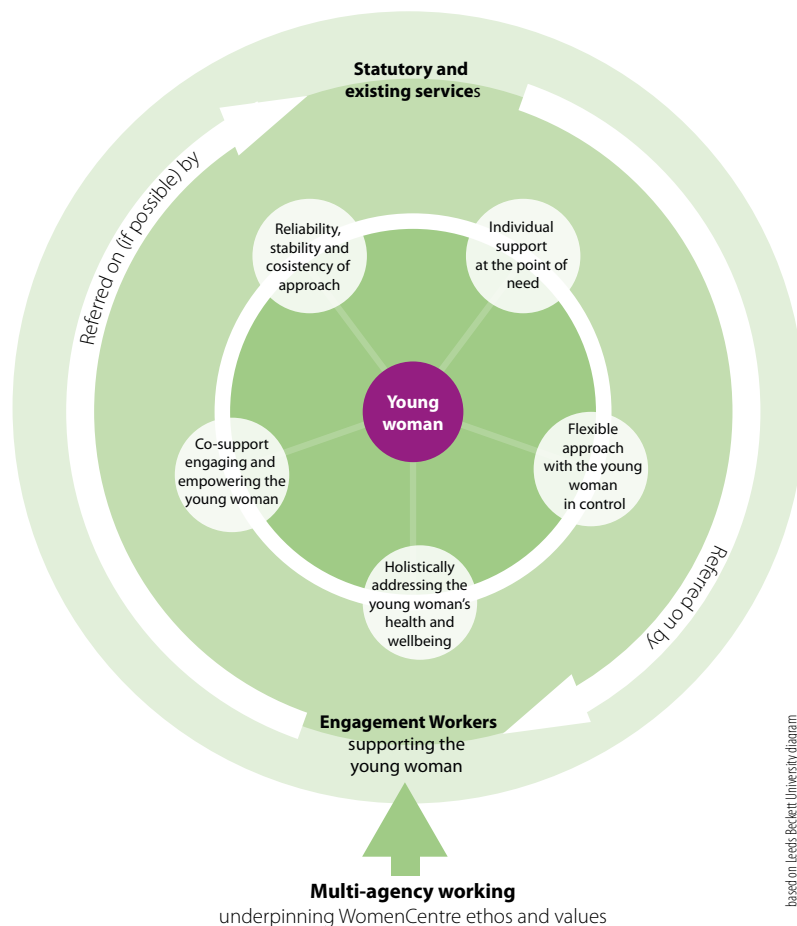 Statutory and
existing services
Referred on (if possible) by
Reliability,
stability and
cosistency of
approach
Individual
support
at the point of
need
Young
woman
Co-support
engaging and
empowering the
young woman
Flexible
approach
with the young
woman
in control
Holistically
addressing the
young woman’s
health and
wellbeing
Referred on by
Engagement Workers
supporting the
young woman
Multi-agency working
underpinning WomenCentre ethos and values
based on Leeds Beckett University diagram